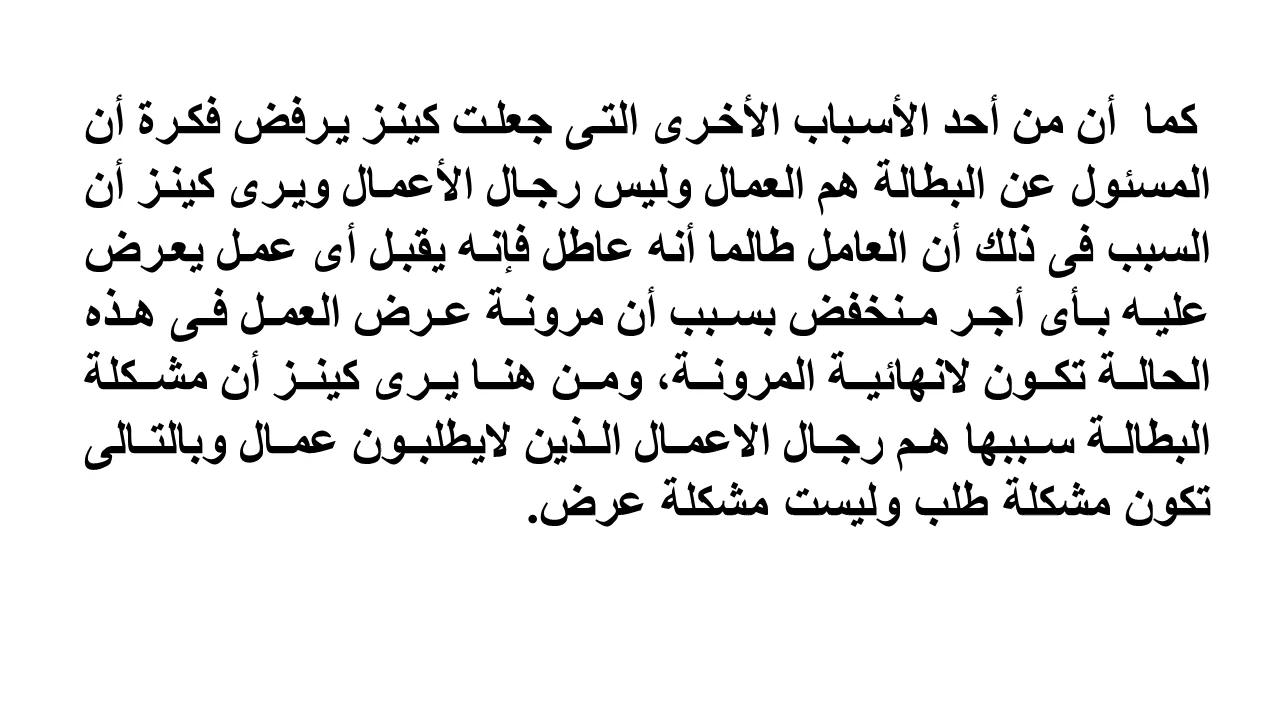 كما أن من أحد الأسباب الأخرى التى جعلت كينز يرفض فكرة أن
المسئول عن البطالة هم العمال وليس رجال الأعمال ويرى كينز أن
السبب فى ذلك أن العامل طالما أنه عاطل فإنه يقبل أى عمل يعرض
عليه بأى أجر منخفض بسبب أن مرونة عرض العمل فى هذه
الحالة تكون لانهائية المرونة، ومن هنا يرى كينز أن مشكلة
البطالة سببها هم رجال الاعمال الذين لايطلبون عمال وبالتالى
تكون مشكلة طلب وليست مشكلة عرض.